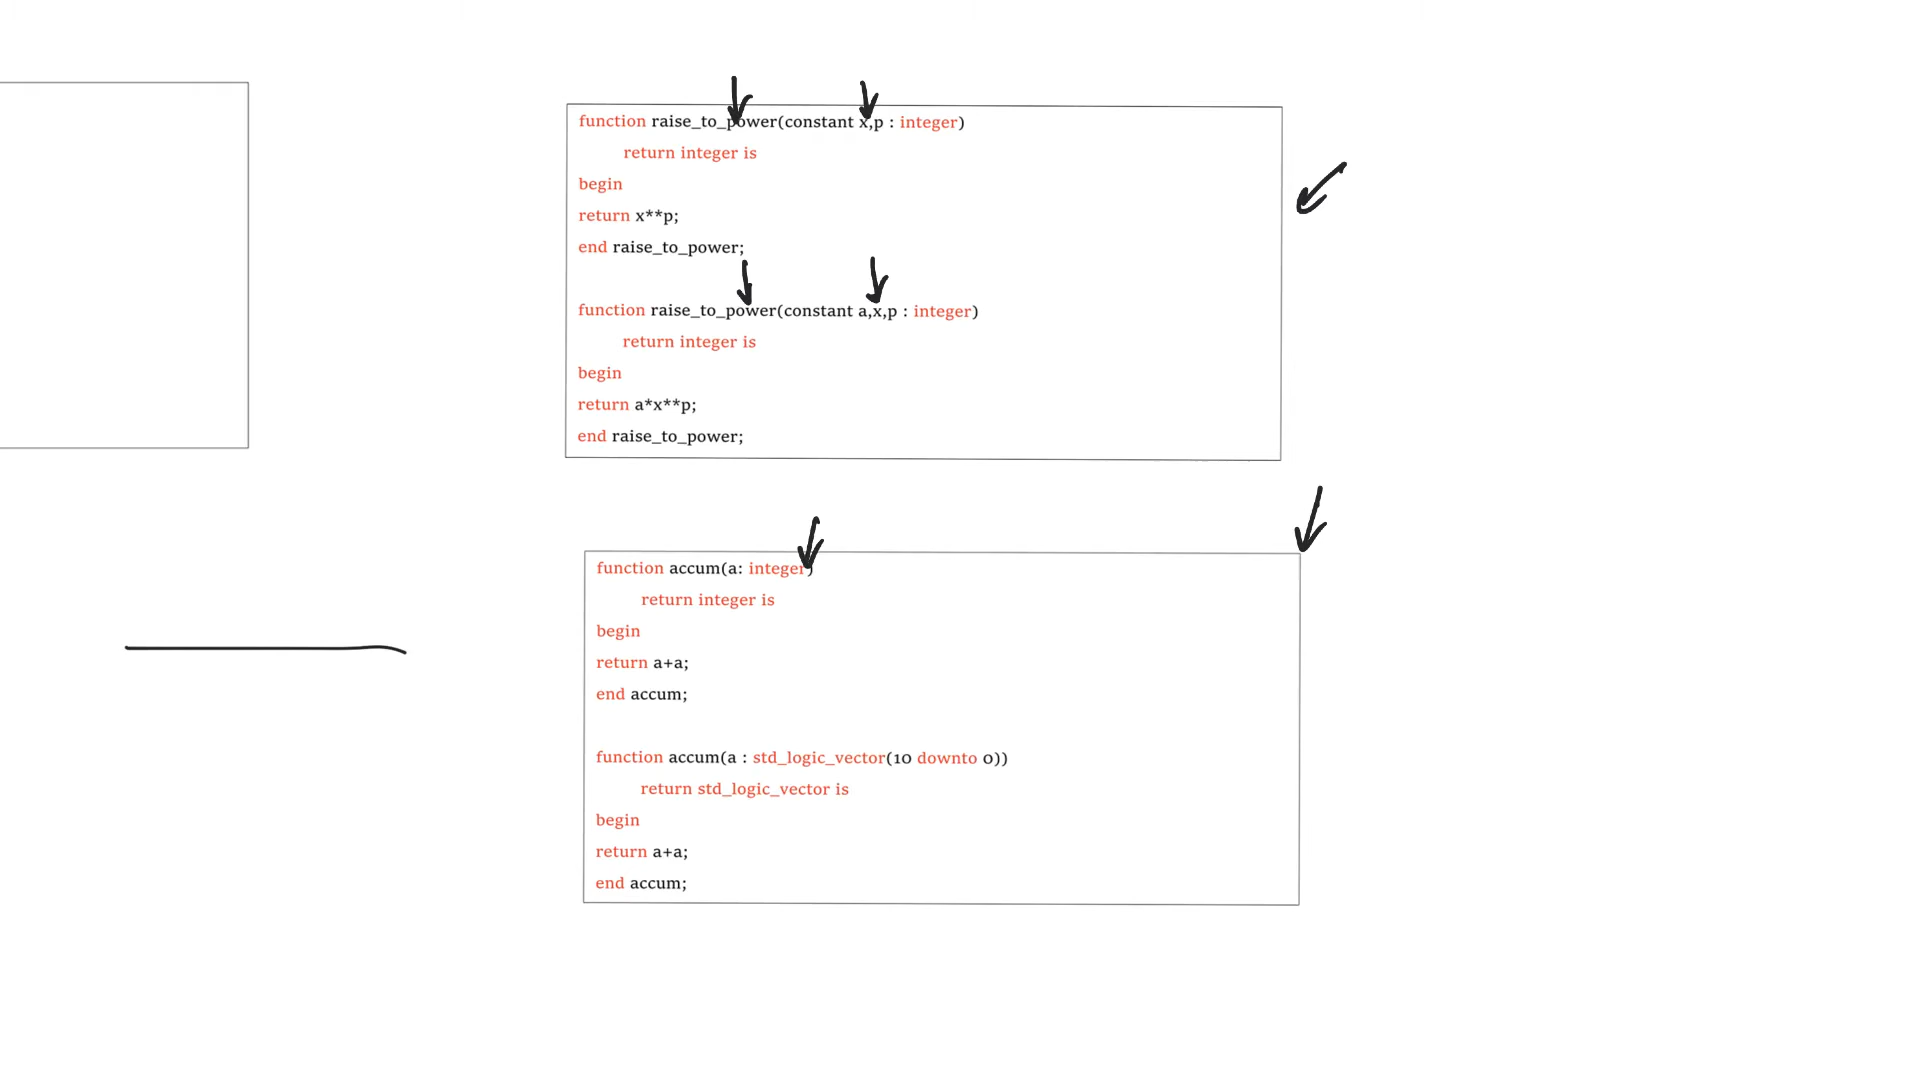 function raise_to_power(constant x,p : integer)
return integer is
begin
return x**p;
end raise_to_power;
function raise_to_power(constant a,x,p : integer)
return integer is
begin
return a*x**p;
end raise_to_power;
function accum(a: integer)
return integer is
begin
return a+a;
end accum;
function accum(a : std_logic_vector(10 downto 0))
return std_logic_vector is
begin
return a+a;
end accum;